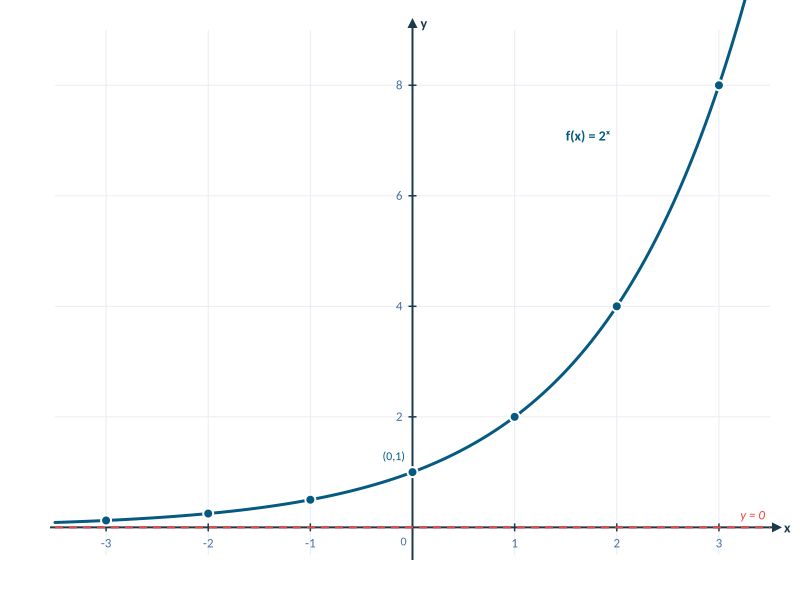 y
8
f(x) = 2ˣ
6
4
2
(0,1)
y = 0
x
-3 -2 -1 0 1 2 3